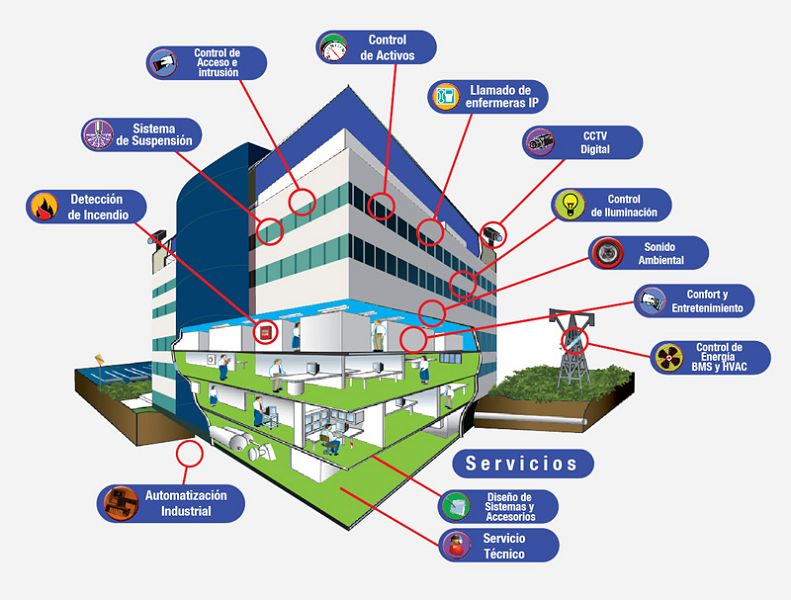 Control
de Activos
Control de
Acceso e
intrusión
Llamado de
enfermeras IP
Sistema
de Suspensión
CCTV
Digital
Detección
de Incendio
Control
de Iluminación
Sonido
Ambiental
Confort y
Entretenimiento
Control de
Energía
BMS y HVAC
Servicios
Automatización
Industrial
Diseño de
Sistemas y
Accesorios
Servicio
Técnico